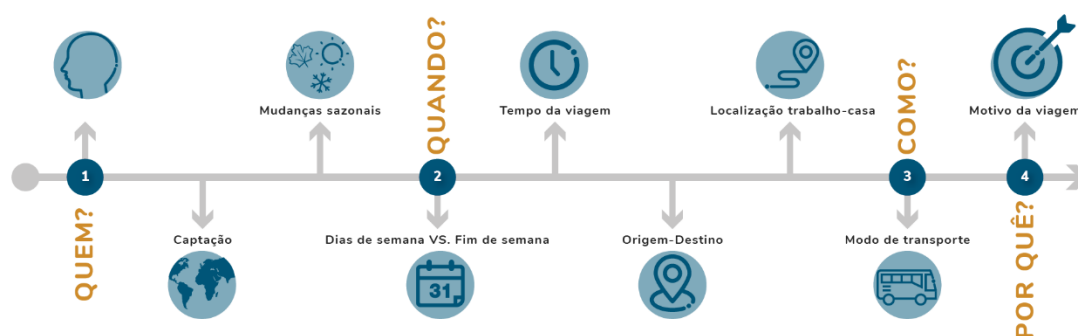 QUANDO?
COMO?
Mudanças sazonais
Tempo da viagem
Localização trabalho-casa
Motivo da viagem
1
2
3
4
QUEM?
POR QUÊ?
Captação
Dias de semana VS. Fim de semana
Origem-Destino
Modo de transporte
31